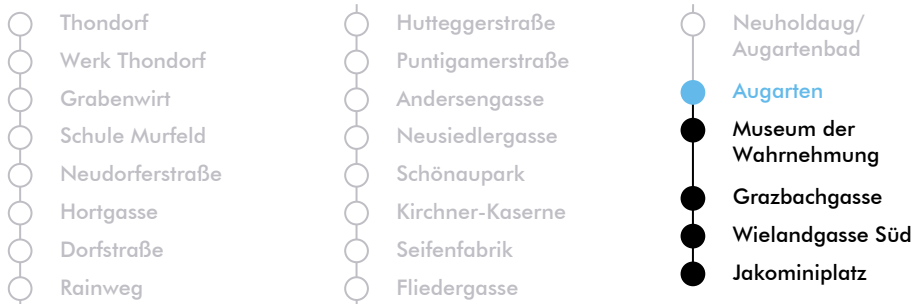 Thondorf
Werk Thondorf
Grabenwirt
Schule Murfeld
Neudorferstraße
Hortgasse
Dorfstraße
Rainweg
Hutteggerstraße
Puntigamerstraße
Andersengasse
Neusiedlergasse
Schönaupark
Kirchner-Kaserne
Seifenfabrik
Fliedergasse
Neuholdaug/
Augartenbad
Augarten
Museum der
Wahrnehmung
Grazbachgasse
Wielandgasse Süd
Jakominiplatz